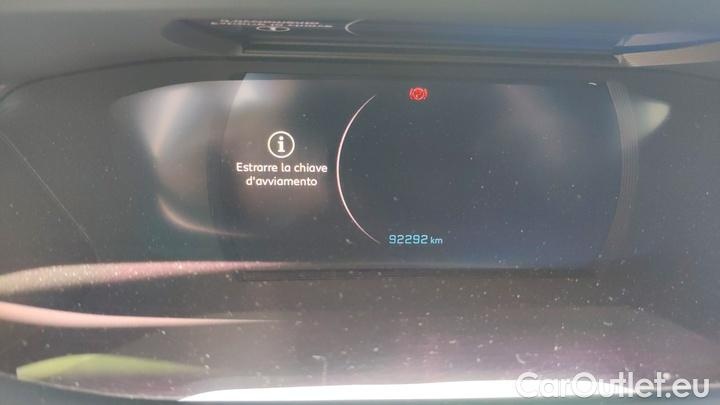 Estrarre la chiave
d'avviamento
92292 km
CarOutlet.eu